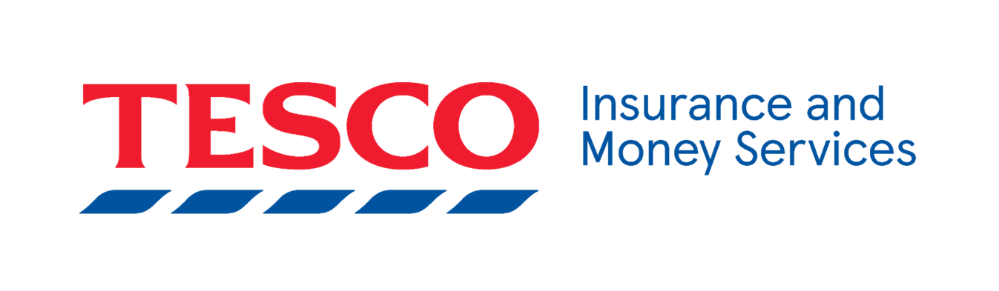 TESCO
Insurance and
Money Services